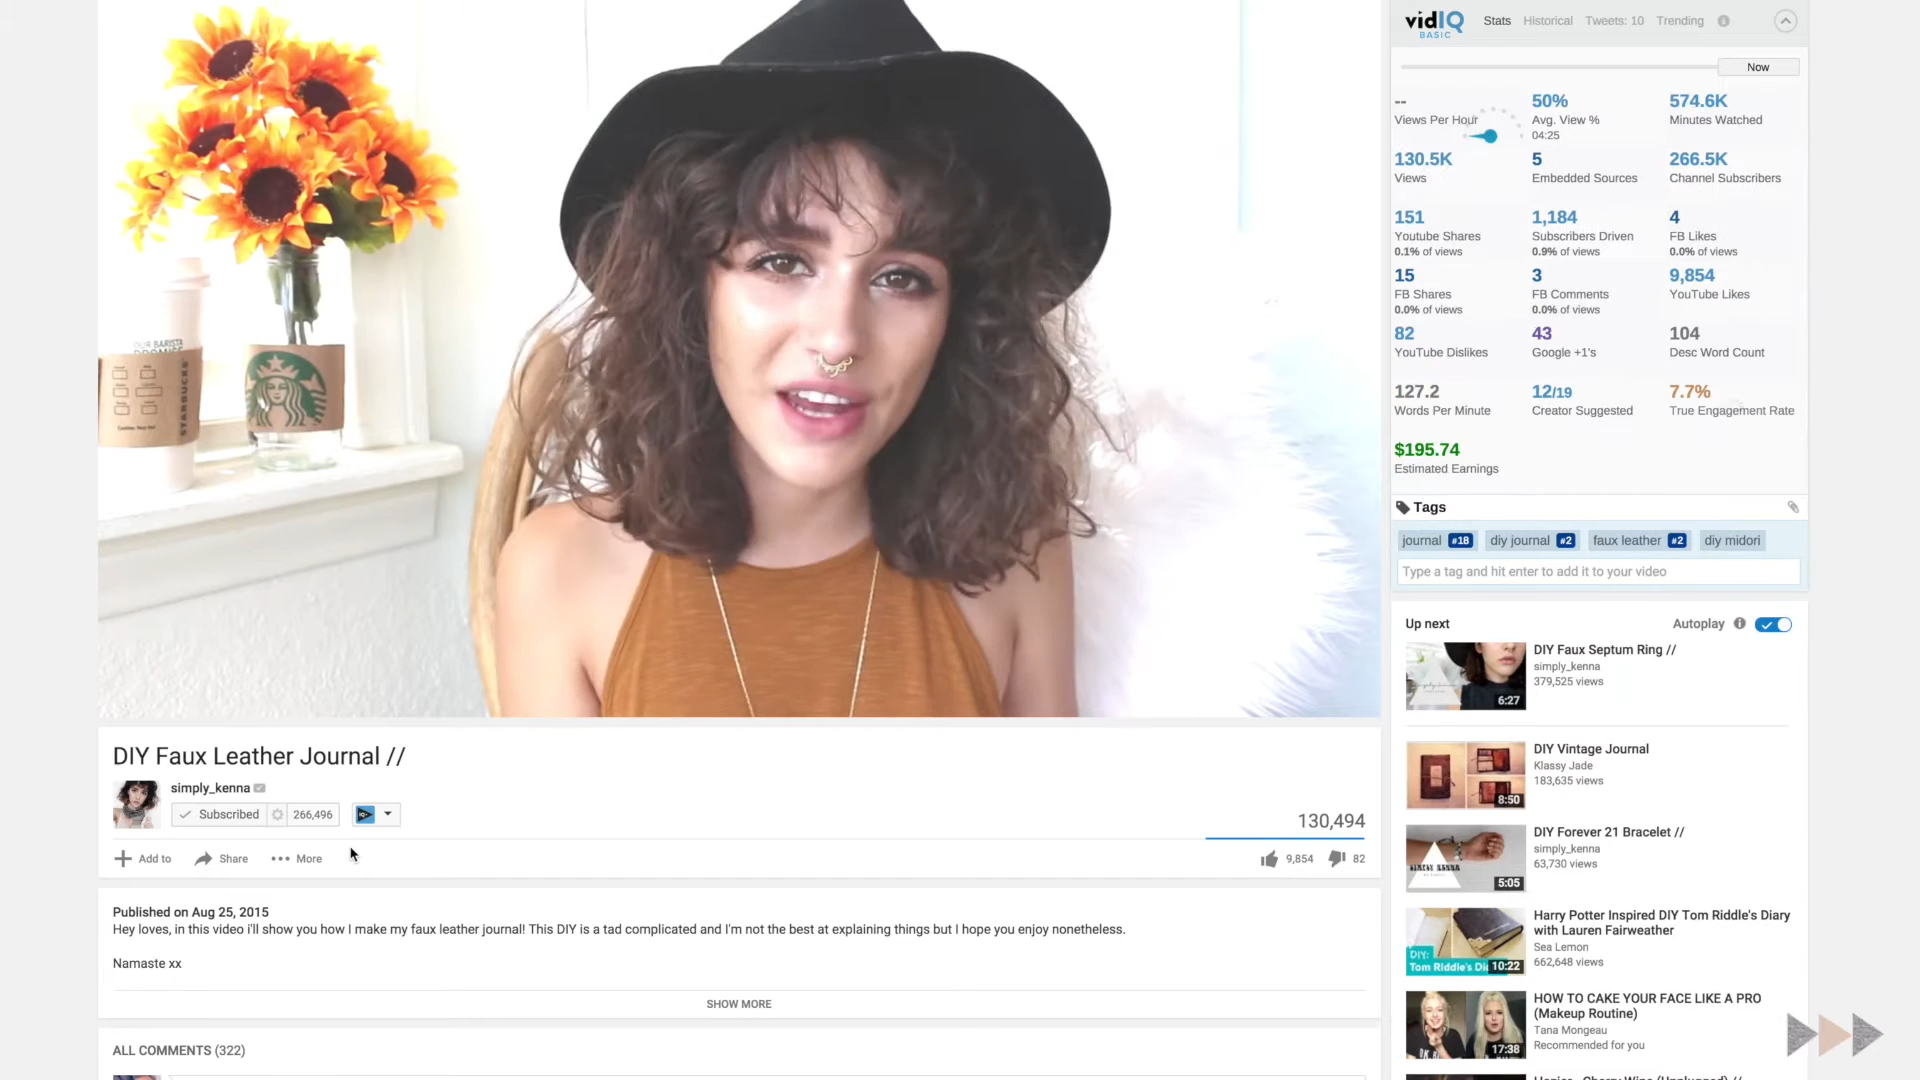 vidIQ
BASIC
Stats Historical Tweets: 10 Trending
Now
--
Views Per Hour
50%
Avg. View %
04:25
574.6K
Minutes Watched
130.5K
Views
5
Embedded Sources
266.5K
Channel Subscribers
151
Youtube Shares
0.1% of views
1,184
Subscribers Driven
0.9% of views
4
FB Likes
0.0% of views
15
FB Shares
0.0% of views
3
FB Comments
0.0% of views
9,854
YouTube Likes
82
YouTube Dislikes
43
Google +1's
104
Desc Word Count
127.2
Words Per Minute
12/19
Creator Suggested
7.7%
True Engagement Rate
$195.74
Estimated Earnings
Tags
journal #18 diy journal #2 faux leather #2 diy midori
Type a tag and hit enter to add it to your video
STARBUCKS
DIY Faux Leather Journal //
simply_kenna
Subscribed 266,496
130,494
Add to Share More
9,854 82
Published on Aug 25, 2015
Hey loves, in this video i'll show you how I make my faux leather journal! This DIY is a tad complicated and I'm not the best at explaining things but I hope you enjoy nonetheless.
Namaste xx
SHOW MORE
ALL COMMENTS (322)
Up next Autoplay
DIY Faux Septum Ring //
simply_kenna
379,525 views
6:27
DIY Vintage Journal
Klassy Jade
183,635 views
8:50
DIY Forever 21 Bracelet //
simply_kenna
63,730 views
5:05
Harry Potter Inspired DIY Tom Riddle's Diary
with Lauren Fairweather
Sea Lemon
662,648 views
DIY:
Tom Riddle's
10:22
HOW TO CAKE YOUR FACE LIKE A PRO
(Makeup Routine)
Tana Mongeau
Recommended for you
17:38